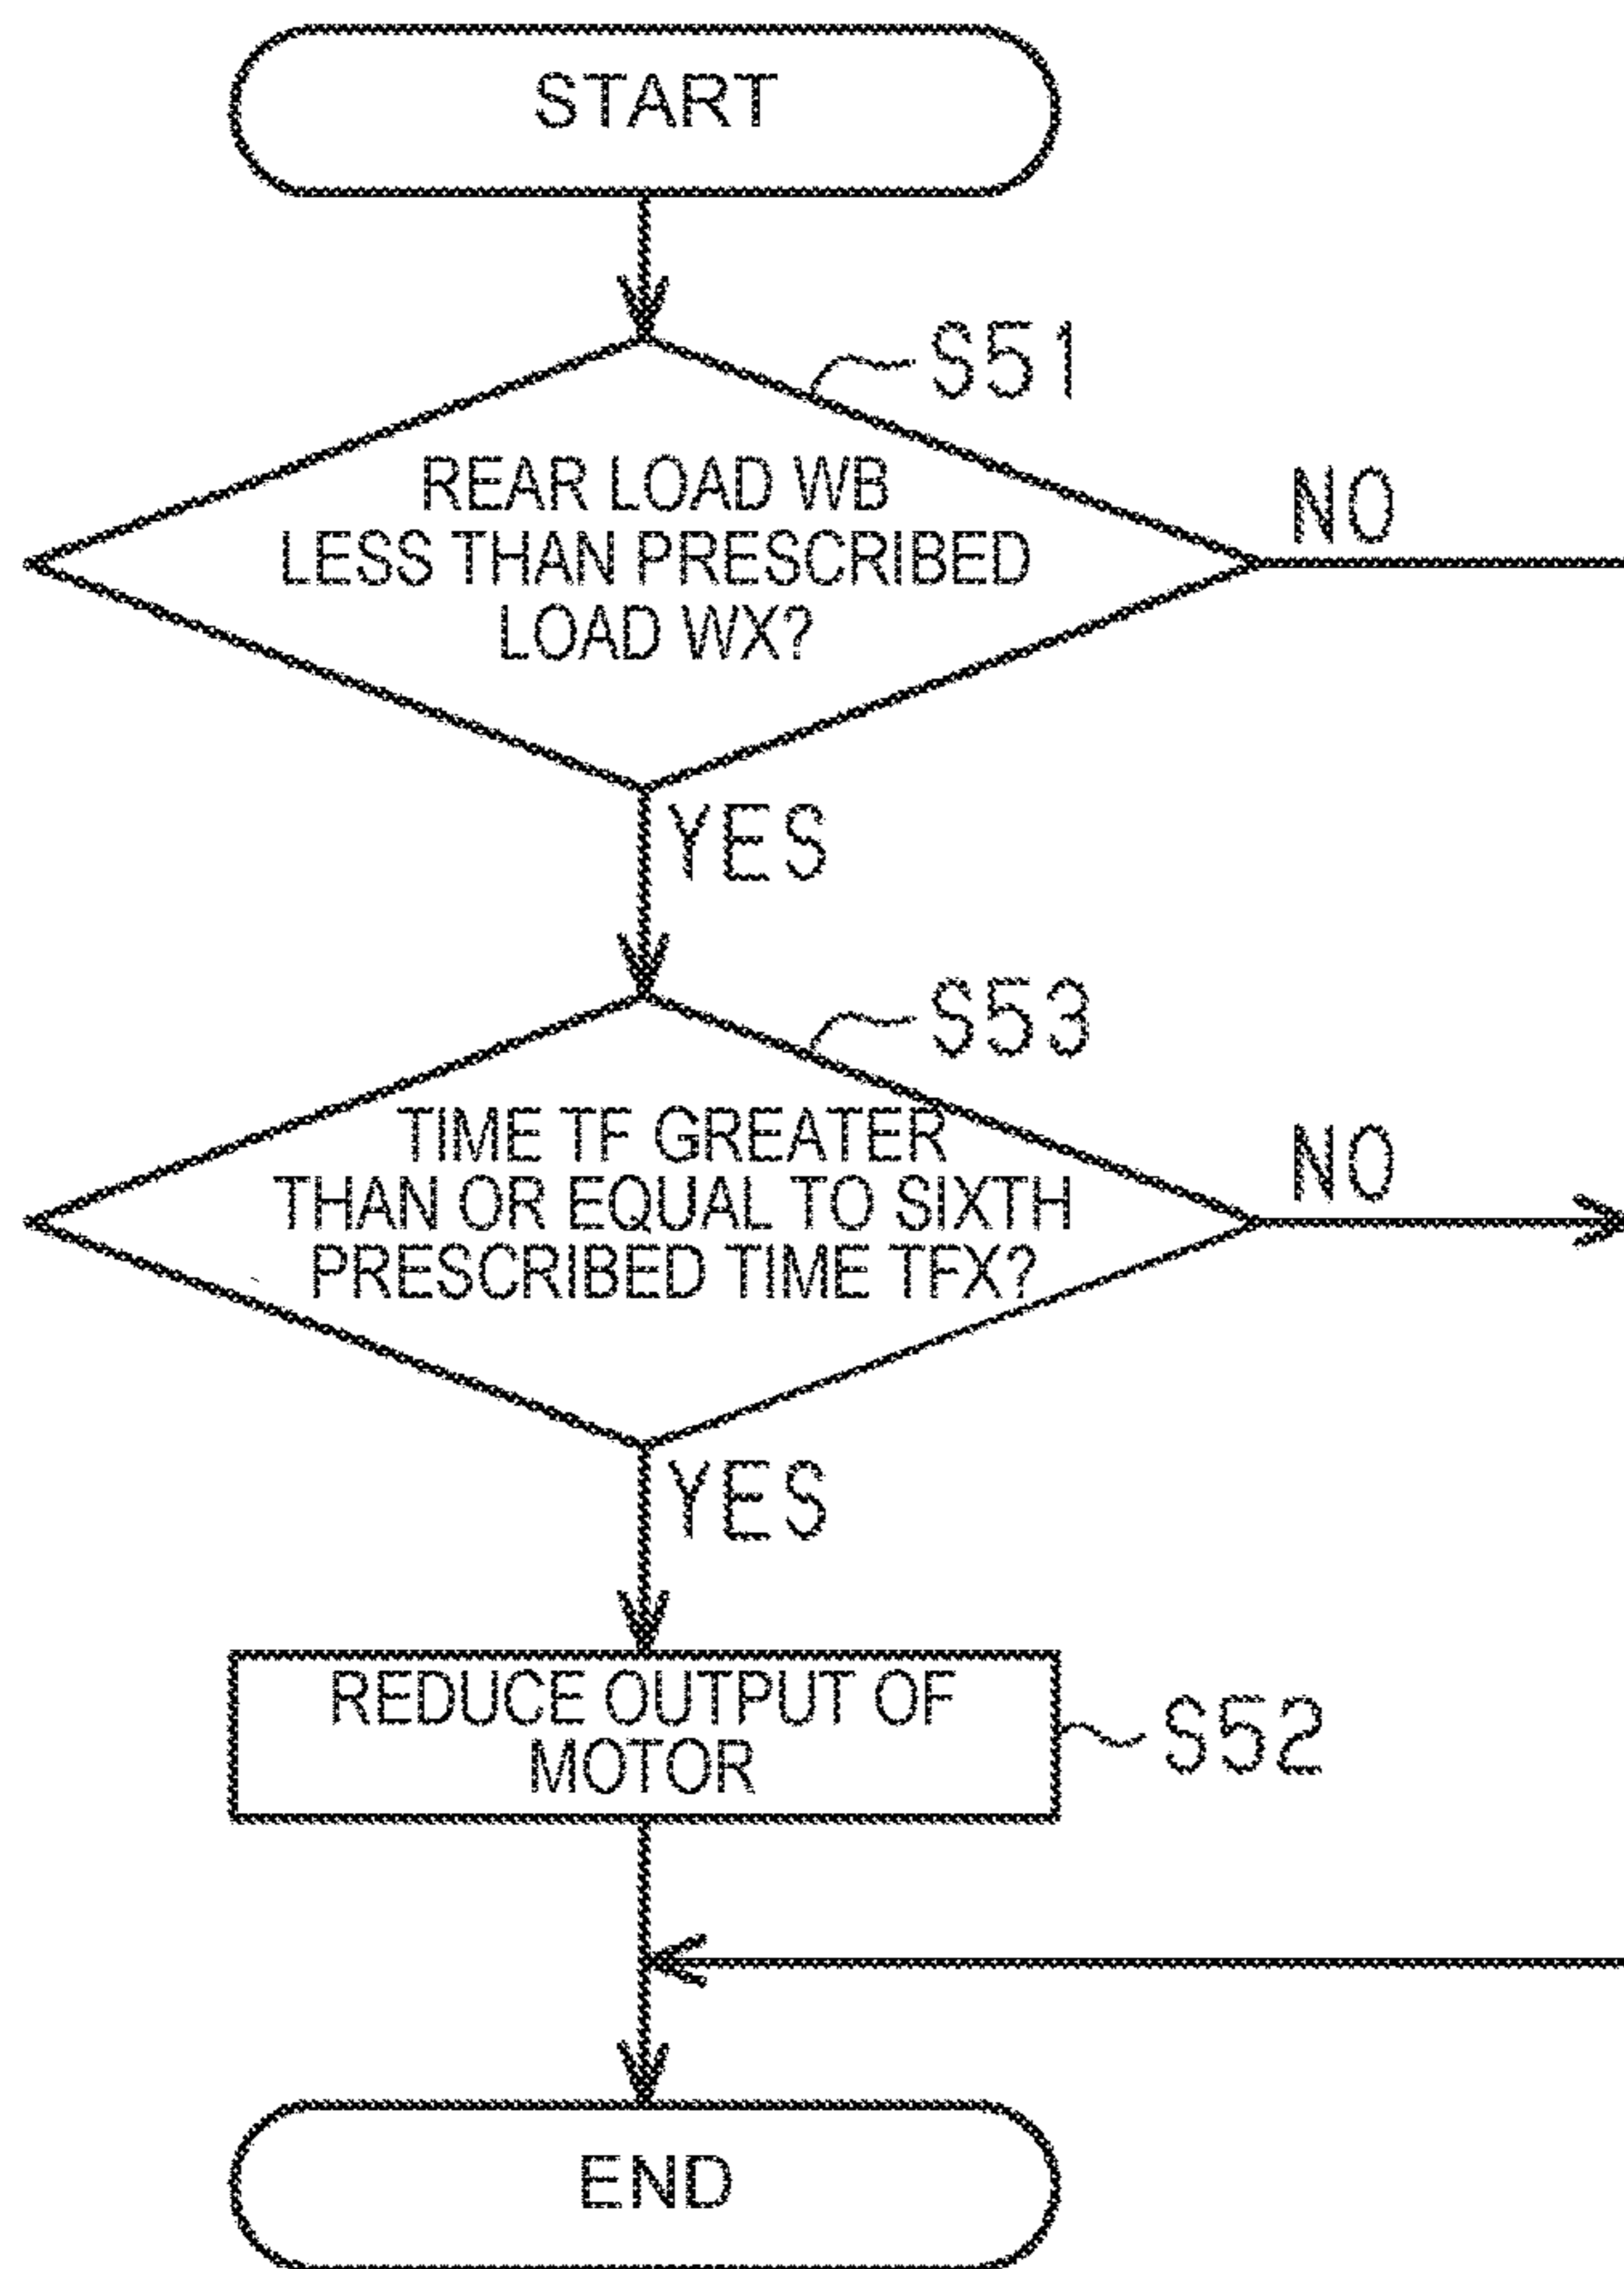 START
S51
REAR LOAD WB
LESS THAN PRESCRIBED
LOAD WX?
NO
YES
S53
TIME TF GREATER
THAN OR EQUAL TO SIXTH
PRESCRIBED TIME TFX?
NO
YES
REDUCE OUTPUT OF
MOTOR
S52
END